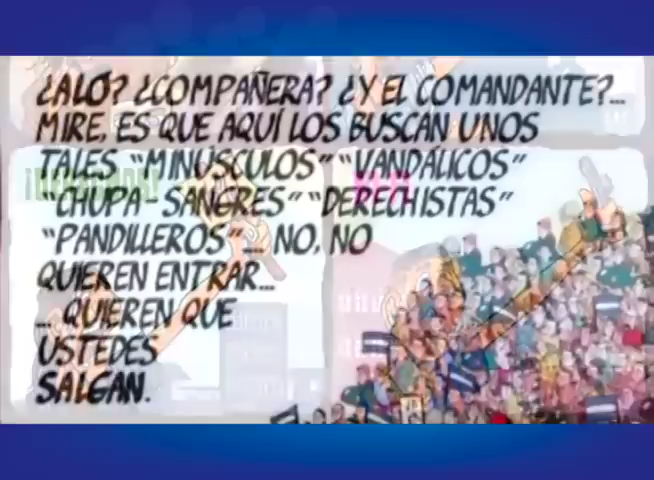 ¿ALÓ? ¿COMPAÑERA? ¿Y EL COMANDANTE?...
MIRE, ES QUE AQUÍ LOS BUSCAN UNOS
TALES "MINÚSCULOS" "VANDÁLICOS"
"CHUPA-SANGRES" "DERECHISTAS"
"PANDILLEROS"... NO, NO
QUIEREN ENTRAR...
... QUIEREN QUE
USTEDES
SALGAN.